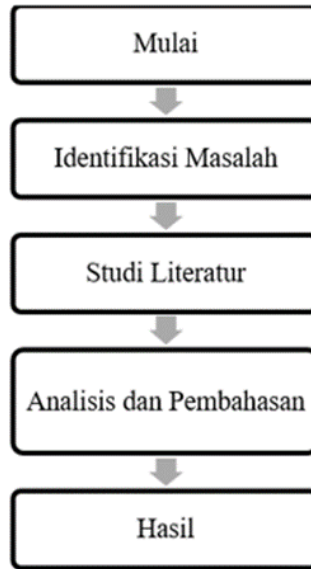 Mulai
Identifikasi Masalah
Studi Literatur
Analisis dan Pembahasan
Hasil